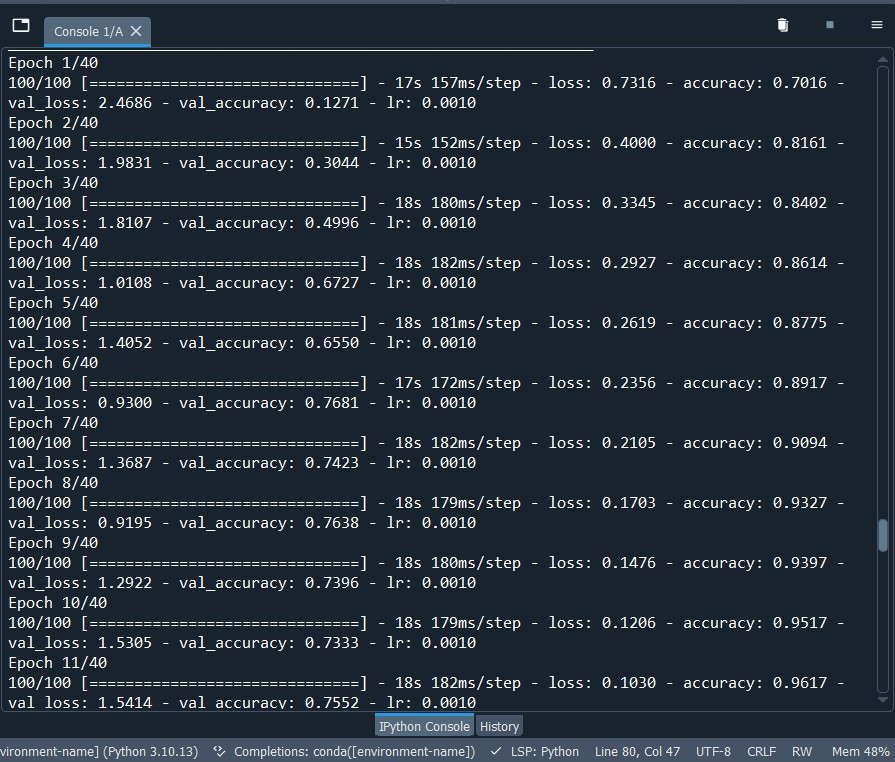 Console 1/A
Epoch 1/40
100/100 [==============================] - 17s 157ms/step - loss: 0.7316 - accuracy: 0.7016 -
val_loss: 2.4686 - val_accuracy: 0.1271 - lr: 0.0010
Epoch 2/40
100/100 [==============================] - 15s 152ms/step - loss: 0.4000 - accuracy: 0.8161 -
val_loss: 1.9831 - val_accuracy: 0.3044 - lr: 0.0010
Epoch 3/40
100/100 [==============================] - 18s 180ms/step - loss: 0.3345 - accuracy: 0.8402 -
val_loss: 1.8107 - val_accuracy: 0.4996 - lr: 0.0010
Epoch 4/40
100/100 [==============================] - 18s 182ms/step - loss: 0.2927 - accuracy: 0.8614 -
val_loss: 1.0108 - val_accuracy: 0.6727 - lr: 0.0010
Epoch 5/40
100/100 [==============================] - 18s 181ms/step - loss: 0.2619 - accuracy: 0.8775 -
val_loss: 1.4052 - val_accuracy: 0.6550 - lr: 0.0010
Epoch 6/40
100/100 [==============================] - 17s 172ms/step - loss: 0.2356 - accuracy: 0.8917 -
val_loss: 0.9300 - val_accuracy: 0.7681 - lr: 0.0010
Epoch 7/40
100/100 [==============================] - 18s 182ms/step - loss: 0.2105 - accuracy: 0.9094 -
val_loss: 1.3687 - val_accuracy: 0.7423 - lr: 0.0010
Epoch 8/40
100/100 [==============================] - 18s 179ms/step - loss: 0.1703 - accuracy: 0.9327 -
val_loss: 0.9195 - val_accuracy: 0.7638 - lr: 0.0010
Epoch 9/40
100/100 [==============================] - 18s 180ms/step - loss: 0.1476 - accuracy: 0.9397 -
val_loss: 1.2922 - val_accuracy: 0.7396 - lr: 0.0010
Epoch 10/40
100/100 [==============================] - 18s 179ms/step - loss: 0.1206 - accuracy: 0.9517 -
val_loss: 1.5305 - val_accuracy: 0.7333 - lr: 0.0010
Epoch 11/40
100/100 [==============================] - 18s 182ms/step - loss: 0.1030 - accuracy: 0.9617 -
val_loss: 1.5414 - val_accuracy: 0.7552 - lr: 0.0010
IPython Console History
vironment-name] (Python 3.10.13) Completions: conda([environment-name]) ✓ LSP: Python Line 80, Col 47 UTF-8 CRLF RW Mem 48%